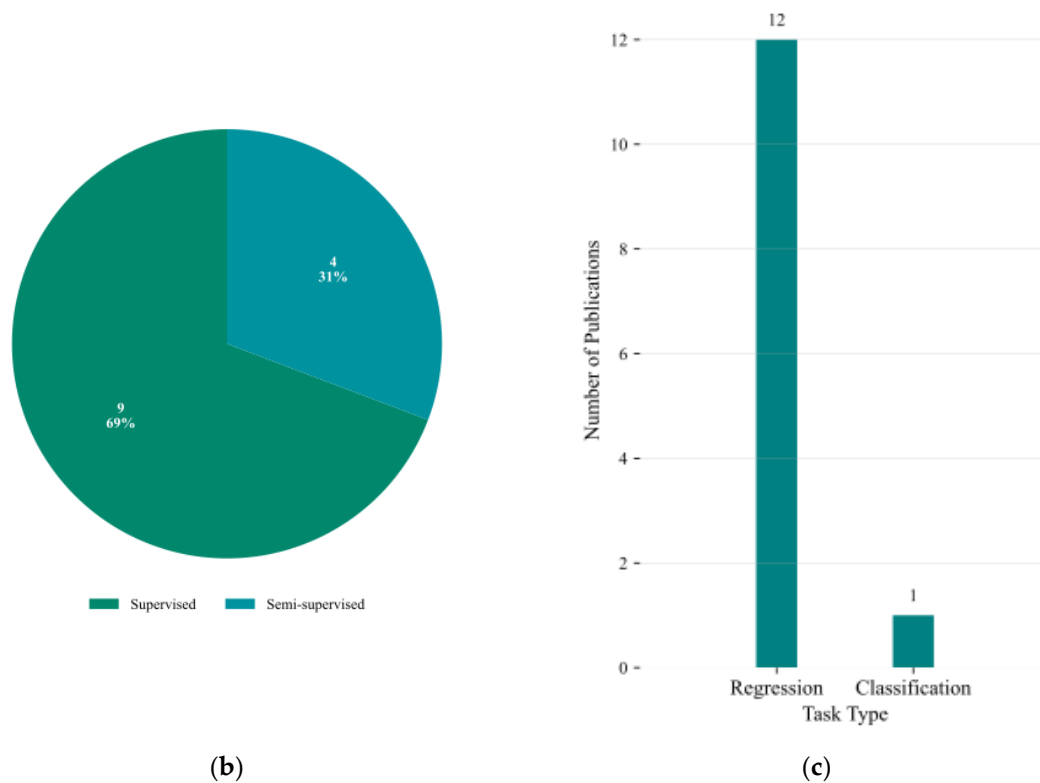 4
31%
9
69%
Supervised
Semi-supervised
(b)
12
12
10
8
6
4
2
0
1
Number of Publications
Regression
Classification
Task Type
(c)